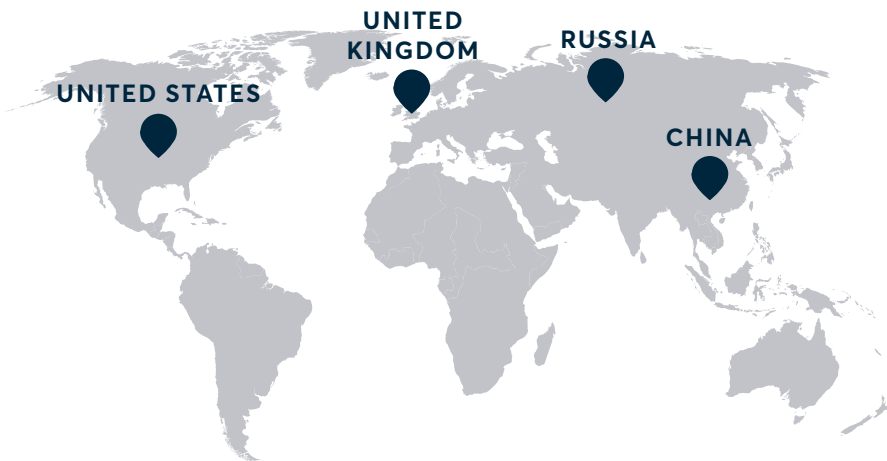 UNITED
KINGDOM
RUSSIA
UNITED STATES
CHINA